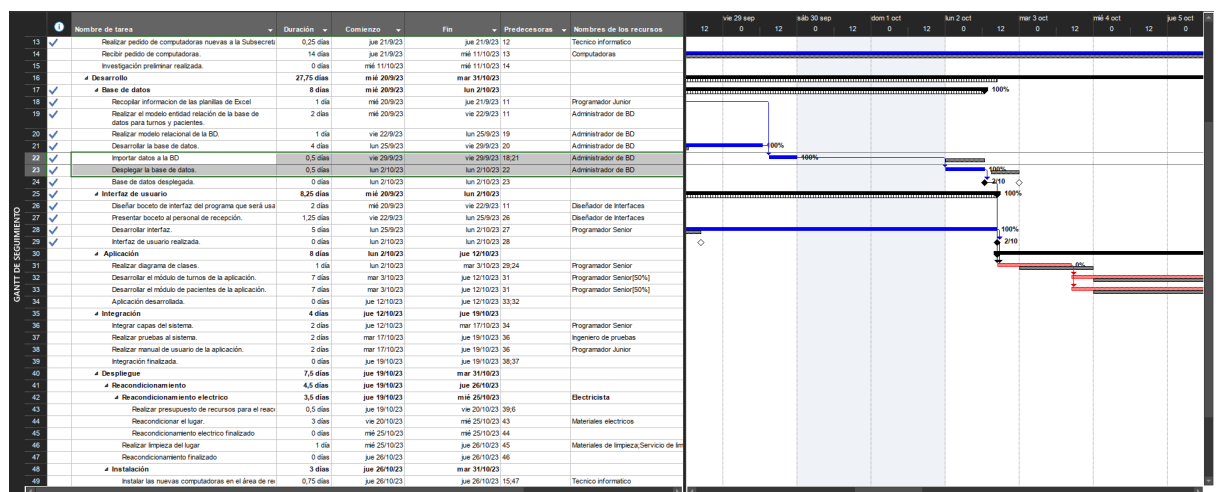 vie 29 sep sáb 30 sep dom 1 oct lun 2 oct mar 3 oct mié 4 oct jue 5 oct
Nombre de tarea Duración Comienzo Fin Predecesoras Nombres de los recursos 12 0 12 0 12 0 12 0 12 0 12 0 12 0
13 Realizar pedido de computadoras nuevas a la Subsecreta 0,25 días jue 21/9/23 jue 21/9/23 12 Tecnico informatico
14 Recibir pedido de computadoras. 14 días jue 21/9/23 mié 11/10/23 13 Computadoras
15 Investigación preliminar realizada. 0 días mié 11/10/23 mié 11/10/23 14
16 Desarrollo 27,75 días mié 20/9/23 mar 31/10/23
17 Base de datos 8 días mié 20/9/23 lun 2/10/23 100%
18 Recopilar informacion de las planillas de Excel 1 día mié 20/9/23 jue 21/9/23 11 Programador Junior
19 Realizar el modelo entidad relación de la base de 2 días mié 20/9/23 vie 22/9/23 11 Administrador de BD
datos para turnos y pacientes.
20 Realizar modelo relacional de la BD. 1 día vie 22/9/23 lun 25/9/23 19 Administrador de BD
21 Desarrollar la base de datos. 4 días lun 25/9/23 vie 29/9/23 20 Administrador de BD 100%
22 Importar datos a la BD 0,5 días vie 29/9/23 vie 29/9/23 18;21 Administrador de BD 100%
23 Desplegar la base de datos. 0,5 días lun 2/10/23 lun 2/10/23 22 Administrador de BD 100%
24 Base de datos desplegada. 0 días lun 2/10/23 lun 2/10/23 23 2/10
25 Interfaz de usuario 8,25 días mié 20/9/23 lun 2/10/23 100%
26 Diseñar boceto de interfaz del programa que será usa 2 días mié 20/9/23 vie 22/9/23 11 Diseñador de Interfaces
27 Presentar boceto al personal de recepción. 1,25 días vie 22/9/23 lun 25/9/23 26 Diseñador de Interfaces
28 Desarrollar interfaz. 5 días lun 25/9/23 lun 2/10/23 27 Programador Senior 100%
29 Interfaz de usuario realizada. 0 días lun 2/10/23 lun 2/10/23 28 2/10
30 Aplicación 8 días lun 2/10/23 jue 12/10/23
31 Realizar diagrama de clases. 1 día lun 2/10/23 mar 3/10/23 29;24 Programador Senior 0%
32 Desarrollar el módulo de turnos de la aplicación. 7 días mar 3/10/23 jue 12/10/23 31 Programador Senior[50%]
33 Desarrollar el módulo de pacientes de la aplicación. 7 días mar 3/10/23 jue 12/10/23 31 Programador Senior[50%]
34 Aplicación desarrollada. 0 días jue 12/10/23 jue 12/10/23 33;32
35 Integración 4 días jue 12/10/23 jue 19/10/23
36 Integrar capas del sistema. 2 días jue 12/10/23 mar 17/10/23 34 Programador Senior
37 Realizar pruebas al sistema. 2 días mar 17/10/23 jue 19/10/23 36 Ingeniero de pruebas
38 Realizar manual de usuario de la aplicación. 2 días mar 17/10/23 jue 19/10/23 36 Programador Junior
39 Integración finalizada. 0 días jue 19/10/23 jue 19/10/23 38;37
40 Despliegue 7,5 días jue 19/10/23 mar 31/10/23
41 Reacondicionamiento 4,5 días jue 19/10/23 jue 26/10/23
42 Reacondicionamiento electrico 3,5 días jue 19/10/23 mié 25/10/23 Electricista
43 Realizar presupuesto de recursos para el reaco 0,5 días jue 19/10/23 vie 20/10/23 39;6
44 Reacondicionar el lugar. 3 días vie 20/10/23 mié 25/10/23 43 Materiales electricos
45 Reacondicionamiento electrico finalizado 0 días mié 25/10/23 mié 25/10/23 44
46 Realizar limpieza del lugar 1 día mié 25/10/23 jue 26/10/23 45 Materiales de limpieza;Servicio de lim
47 Reacondicionamiento finalizado 0 días jue 26/10/23 jue 26/10/23 46
48 Instalación 3 días jue 26/10/23 mar 31/10/23
49 Instalar las nuevas computadoras en el área de re 0,75 días jue 26/10/23 jue 26/10/23 15;47 Tecnico informatico
GANTT DE SEGUIMIENTO